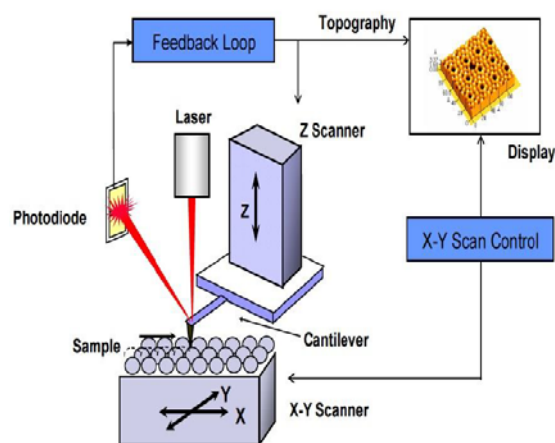 Feedback Loop
Topography
Laser
Z Scanner
Display
Photodiode
Z
X-Y Scan Control
Sample
Cantilever
Y
X
X-Y Scanner